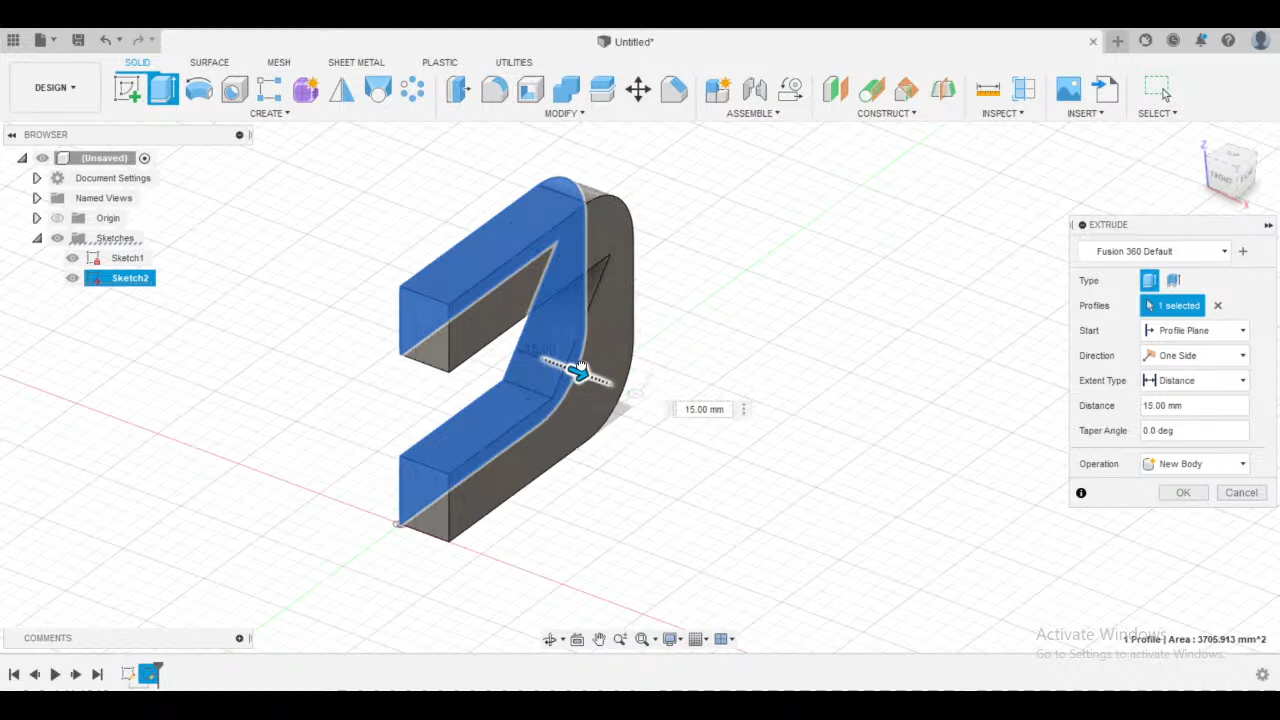 Untitled*
DESIGN
SOLID
SURFACE
MESH
SHEET METAL
PLASTIC
UTILITIES
CREATE
MODIFY
ASSEMBLE
CONSTRUCT
INSPECT
INSERT
SELECT
BROWSER
(Unsaved)
Document Settings
Named Views
Origin
Sketches
Sketch1
Sketch2
Z
FRONT
X
15.00
15.00 mm
EXTRUDE
Fusion 360 Default
Type
Profiles 1 selected
Start Profile Plane
Direction One Side
Extent Type Distance
Distance 15.00 mm
Taper Angle 0.0 deg
Operation New Body
OK Cancel
COMMENTS
Activate Windows
1 Profile | Area : 3705.913 mm^2
Go to Settings to activate Windows.